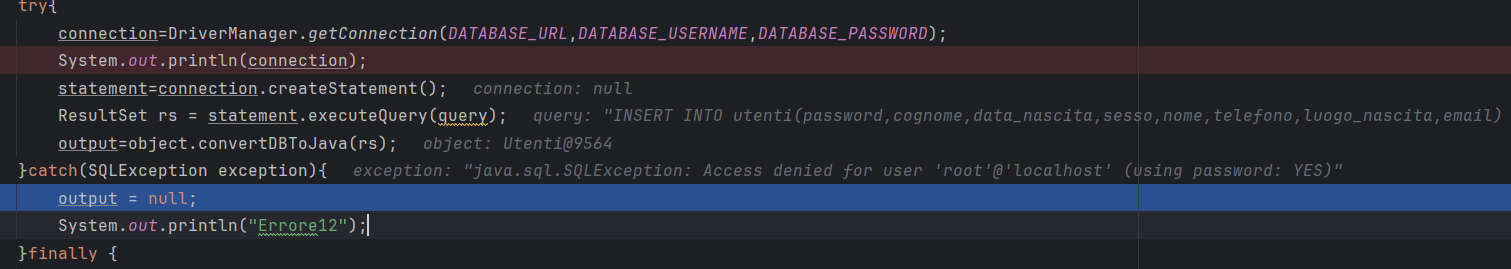 try{
connection=DriverManager.getConnection(DATABASE_URL,DATABASE_USERNAME,DATABASE_PASSWORD);
System.out.println(connection);
statement=connection.createStatement(); connection: null
ResultSet rs = statement.executeQuery(query); query: "INSERT INTO utenti(password,cognome,data_nascita,sesso,nome,telefono,luogo_nascita,email)
output=object.convertDBToJava(rs); object: Utenti@9564
}catch(SQLException exception){ exception: "java.sql.SQLException: Access denied for user 'root'@'localhost' (using password: YES)"
output = null;
System.out.println("Errore12");
}finally {